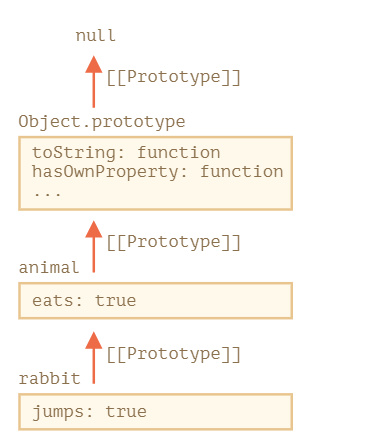 null
[[Prototype]]
Object.prototype
toString: function
hasOwnProperty: function
...
[[Prototype]]
animal
eats: true
[[Prototype]]
rabbit
jumps: true